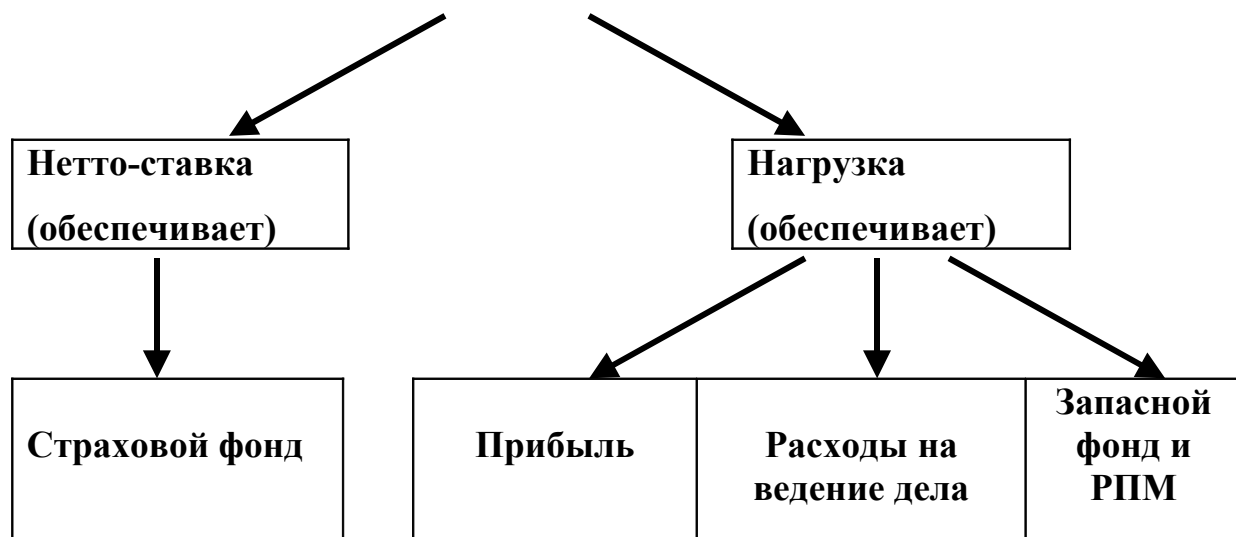 Нетто-ставка
(обеспечивает)
Нагрузка
(обеспечивает)
Страховой фонд
Прибыль
Расходы на
ведение дела
Запасной
фонд и
РПМ